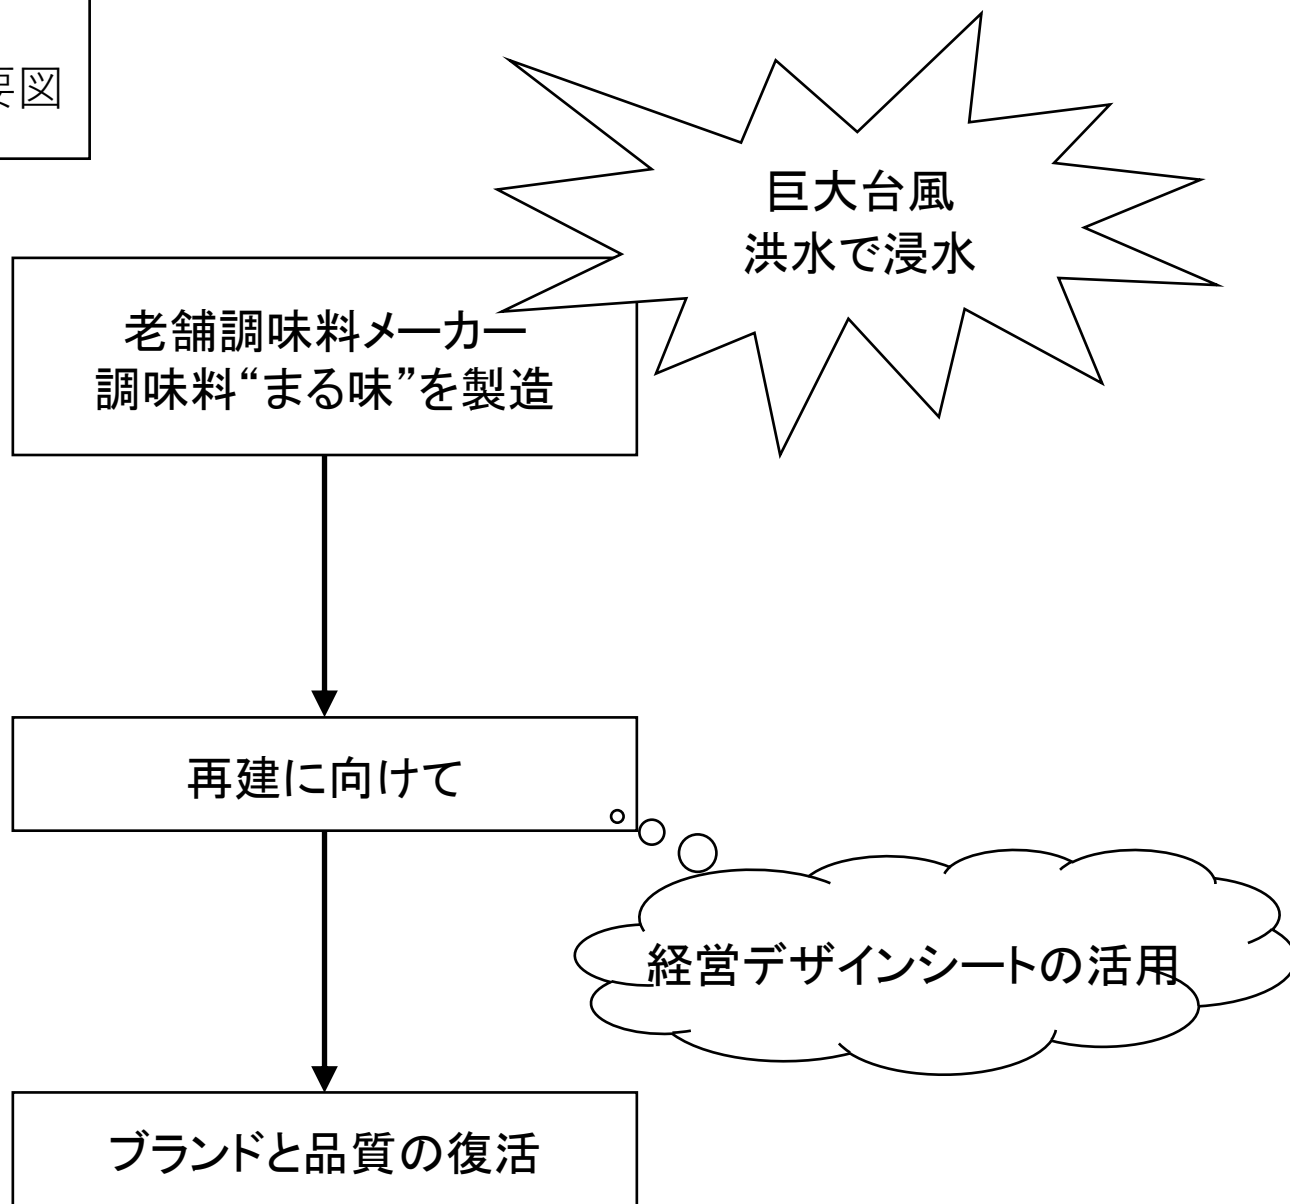 要図
巨大台風
洪水で浸水
老舗調味料メーカー
調味料“まる味”を製造
再建に向けて
経営デザインシートの活用
ブランドと品質の復活